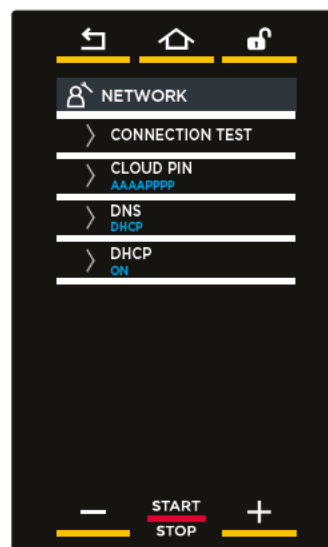 NETWORK
CONNECTION TEST
CLOUD PIN
AAAAPPPP
DNS
DHCP
DHCP
ON
START
STOP